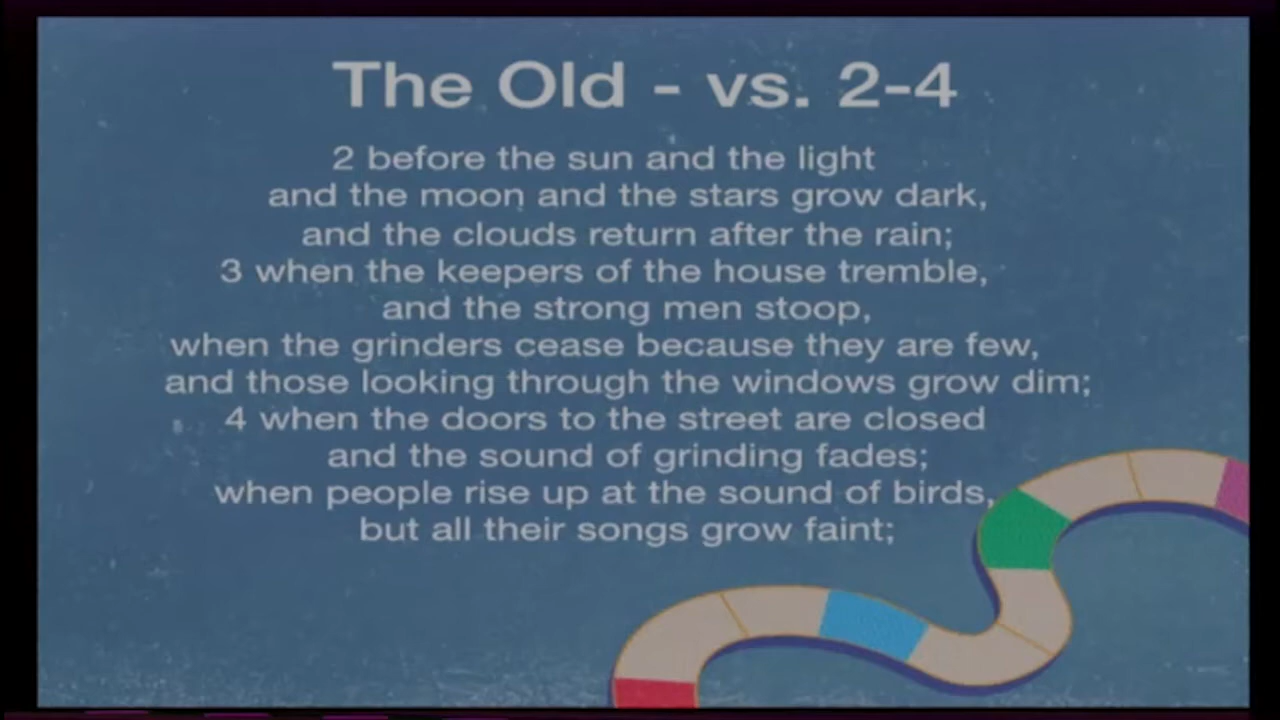 The Old - vs. 2-4
2 before the sun and the light
and the moon and the stars grow dark,
and the clouds return after the rain;
3 when the keepers of the house tremble,
and the strong men stoop,
when the grinders cease because they are few,
and those looking through the windows grow dim;
4 when the doors to the street are closed
and the sound of grinding fades;
when people rise up at the sound of birds,
but all their songs grow faint;